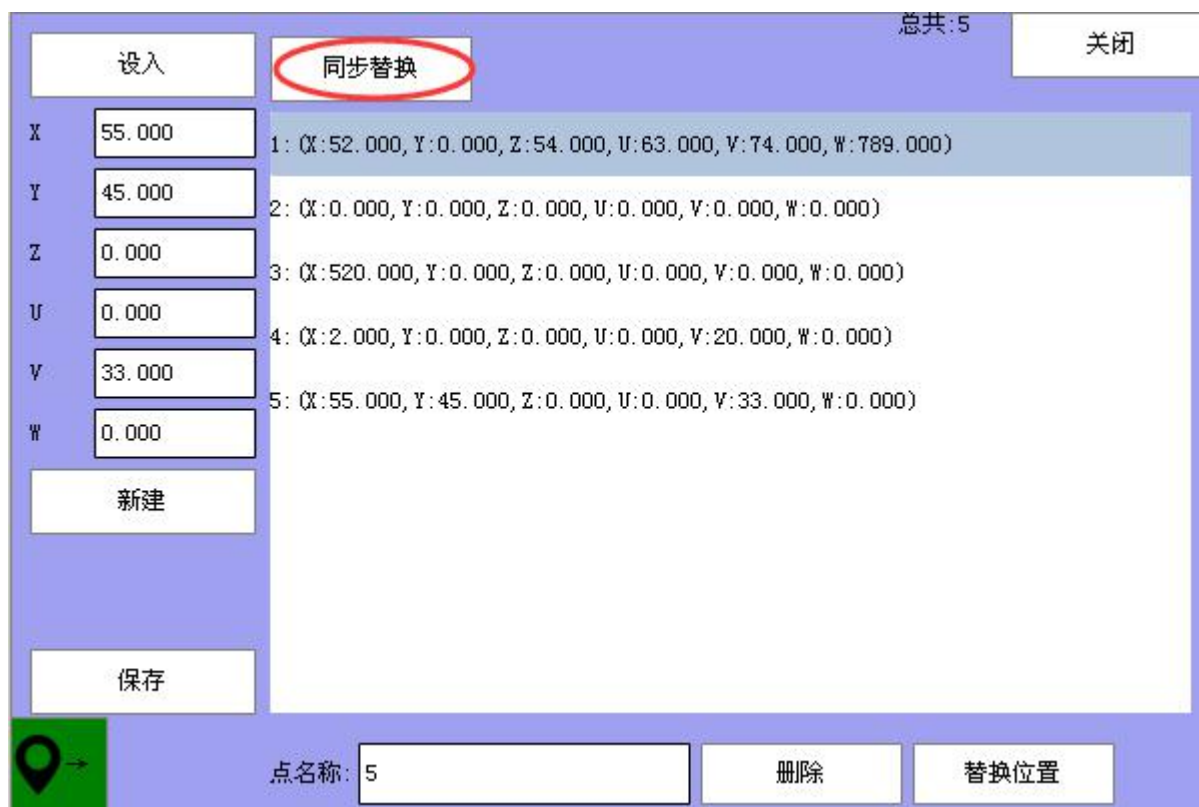 总共:5
关闭
设入
同步替换
X 55.000
Y 45.000
Z 0.000
U 0.000
V 33.000
W 0.000
1:(X:52.000,Y:0.000,Z:54.000,U:63.000,V:74.000,W:789.000)
2:(X:0.000,Y:0.000,Z:0.000,U:0.000,V:0.000,W:0.000)
3:(X:520.000,Y:0.000,Z:0.000,U:0.000,V:0.000,W:0.000)
4:(X:2.000,Y:0.000,Z:0.000,U:0.000,V:20.000,W:0.000)
5:(X:55.000,Y:45.000,Z:0.000,U:0.000,V:33.000,W:0.000)
新建
保存
点名称: 5
删除
替换位置